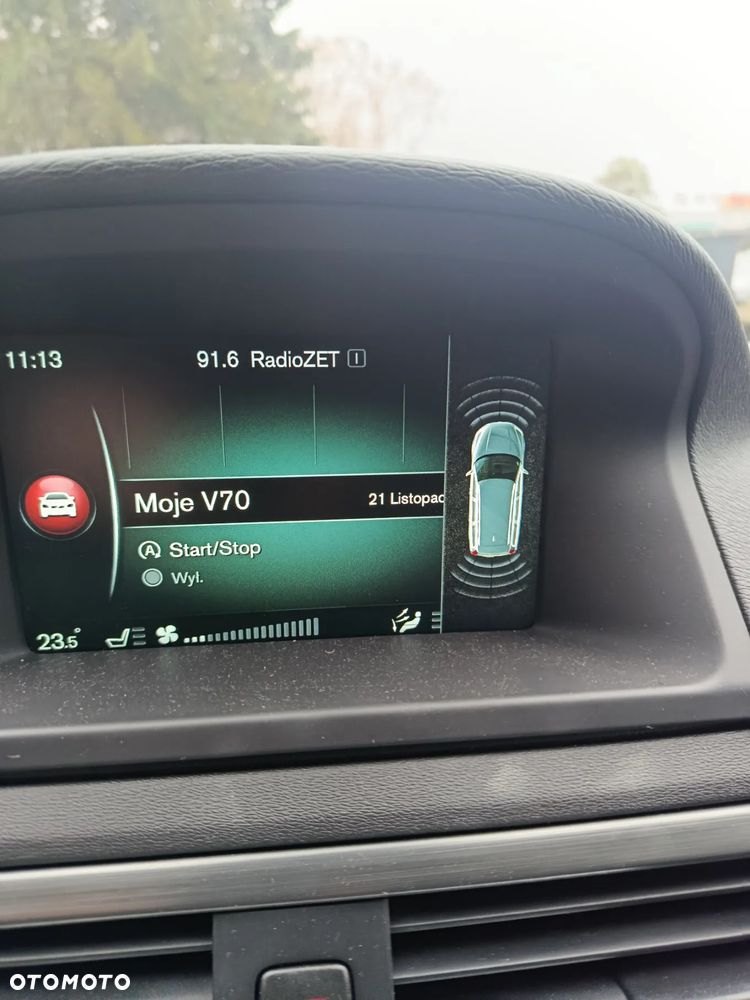 11:13
91.6 RadioZET I
Moje V70
21 Listopad
A Start/Stop
Wył.
23.5°
OTOMOTO